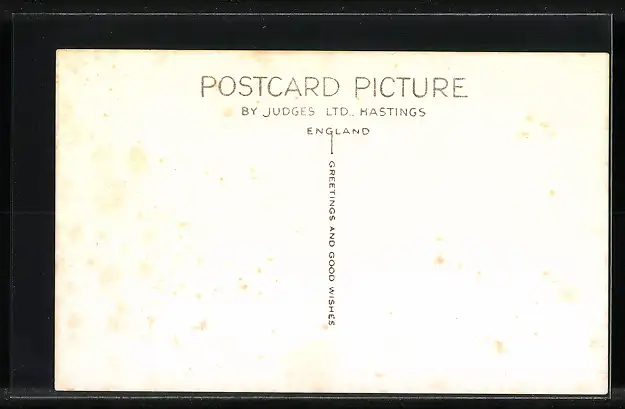 POSTCARD PICTURE
BY JUDGES LTD. HASTINGS
ENGLAND
GREETINGS AND GOOD WISHES